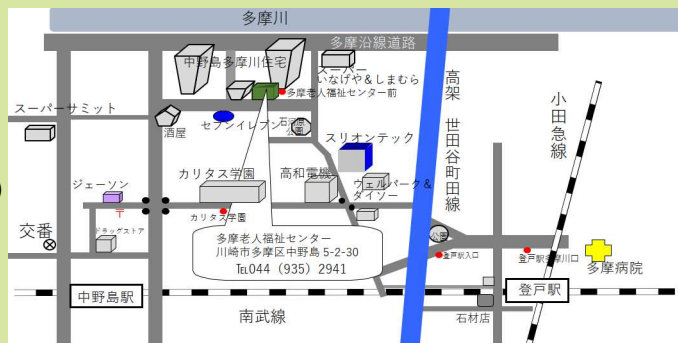 多摩川
多摩沿線道路
中野島多摩川住宅
スーパー
いなげや＆しまむら
多摩老人福祉センター前
スーパーサミット
酒屋
セブンイレブン
公園
スリオンテック
高架　世田谷町田線
小田急線
ジェーソン
カリタス学園
高和電機
ウェルパーク＆
ダイソー
〒
カリタス学園
ドラッグストア
交番
多摩老人福祉センター
川崎市多摩区中野島 5-2-30
℡044（935）2941
公園
登戸駅入口
登戸駅多摩川口
多摩病院
中野島駅
南武線
登戸駅
石材店